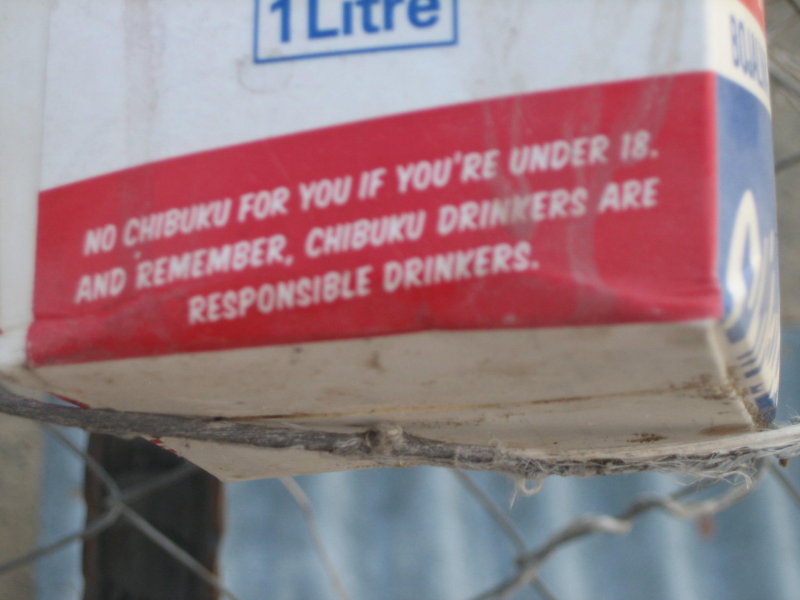 1 Litre
NO CHIBUKU FOR YOU IF YOU'RE UNDER 18.
AND REMEMBER, CHIBUKU DRINKERS ARE
RESPONSIBLE DRINKERS.